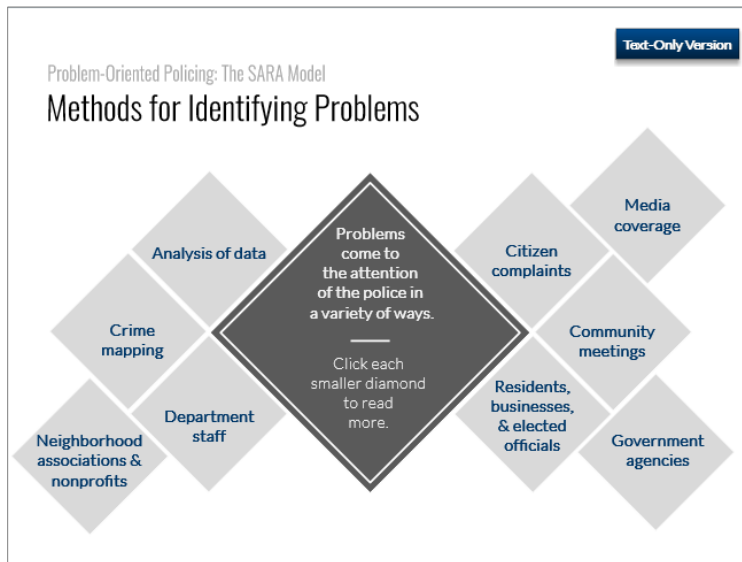 Text-Only Version
Problem-Oriented Policing: The SARA Model
Methods for Identifying Problems
Analysis of data
Crime
mapping
Department
staff
Neighborhood
associations &
nonprofits
Problems
come to
the attention
of the police in
a variety of ways.
Click each
smaller diamond
to read
more.
Media
coverage
Citizen
complaints
Community
meetings
Residents,
businesses,
& elected
officials
Government
agencies